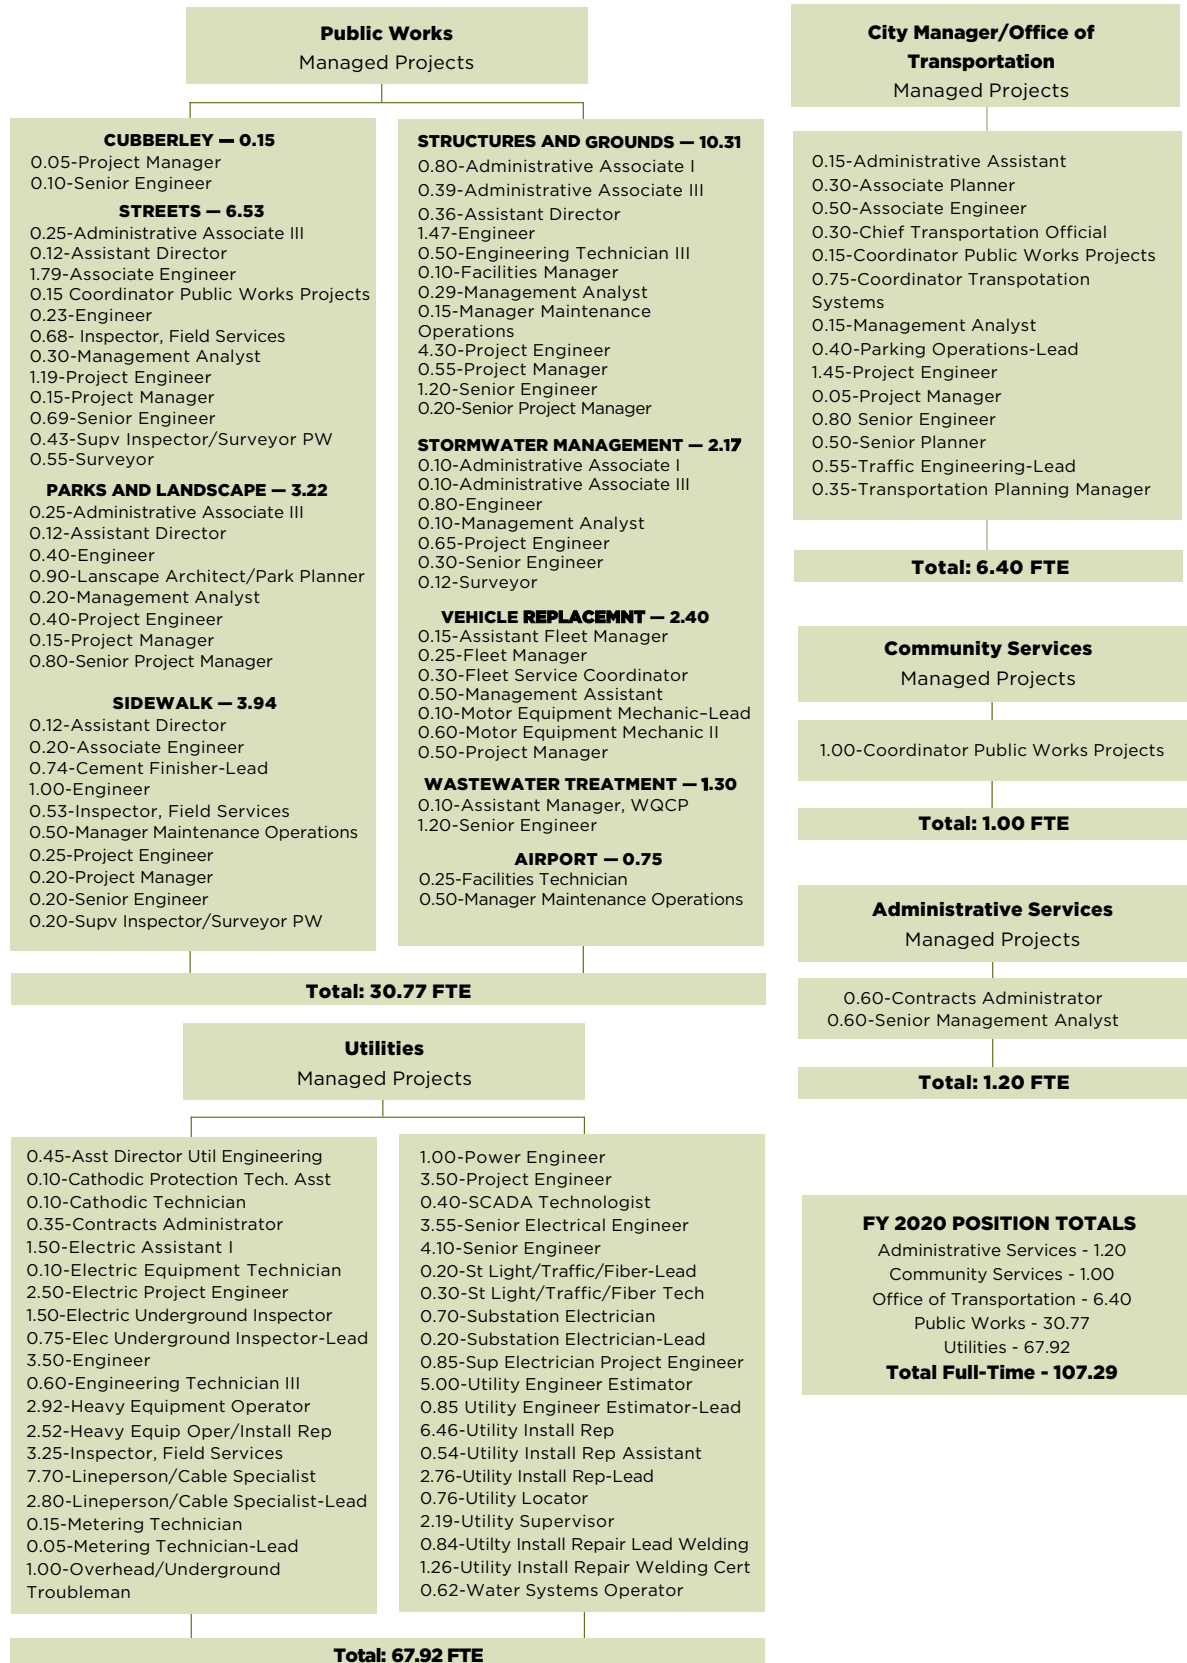 Public Works
Managed Projects
CUBBERLEY — 0.15
0.05-Project Manager
0.10-Senior Engineer
STREETS — 6.53
0.25-Administrative Associate III
0.12-Assistant Director
1.79-Associate Engineer
0.15 Coordinator Public Works Projects
0.23-Engineer
0.68- Inspector, Field Services
0.30-Management Analyst
1.19-Project Engineer
0.15-Project Manager
0.69-Senior Engineer
0.43-Supv Inspector/Surveyor PW
0.55-Surveyor
PARKS AND LANDSCAPE — 3.22
0.25-Administrative Associate III
0.12-Assistant Director
0.40-Engineer
0.90-Lanscape Architect/Park Planner
0.20-Management Analyst
0.40-Project Engineer
0.15-Project Manager
0.80-Senior Project Manager
SIDEWALK — 3.94
0.12-Assistant Director
0.20-Associate Engineer
0.74-Cement Finisher-Lead
1.00-Engineer
0.53-Inspector, Field Services
0.50-Manager Maintenance Operations
0.25-Project Engineer
0.20-Project Manager
0.20-Senior Engineer
0.20-Supv Inspector/Surveyor PW
STRUCTURES AND GROUNDS — 10.31
0.80-Administrative Associate I
0.39-Administrative Associate III
0.36-Assistant Director
1.47-Engineer
0.50-Engineering Technician III
0.10-Facilities Manager
0.29-Management Analyst
0.15-Manager Maintenance
Operations
4.30-Project Engineer
0.55-Project Manager
1.20-Senior Engineer
0.20-Senior Project Manager
STORMWATER MANAGEMENT — 2.17
0.10-Administrative Associate I
0.10-Administrative Associate III
0.80-Engineer
0.10-Management Analyst
0.65-Project Engineer
0.30-Senior Engineer
0.12-Surveyor
VEHICLE REPLACEMNT — 2.40
0.15-Assistant Fleet Manager
0.25-Fleet Manager
0.30-Fleet Service Coordinator
0.50-Management Assistant
0.10-Motor Equipment Mechanic–Lead
0.60-Motor Equipment Mechanic II
0.50-Project Manager
WASTEWATER TREATMENT — 1.30
0.10-Assistant Manager, WQCP
1.20-Senior Engineer
AIRPORT — 0.75
0.25-Facilities Technician
0.50-Manager Maintenance Operations
Total: 30.77 FTE
City Manager/Office of
Transportation
Managed Projects
0.15-Administrative Assistant
0.30-Associate Planner
0.50-Associate Engineer
0.30-Chief Transportation Official
0.15-Coordinator Public Works Projects
0.75-Coordinator Transpotation
Systems
0.15-Management Analyst
0.40-Parking Operations-Lead
1.45-Project Engineer
0.05-Project Manager
0.80 Senior Engineer
0.50-Senior Planner
0.55-Traffic Engineering-Lead
0.35-Transportation Planning Manager
Total: 6.40 FTE
Community Services
Managed Projects
1.00-Coordinator Public Works Projects
Total: 1.00 FTE
Administrative Services
Managed Projects
0.60-Contracts Administrator
0.60-Senior Management Analyst
Total: 1.20 FTE
Utilities
Managed Projects
0.45-Asst Director Util Engineering
0.10-Cathodic Protection Tech. Asst
0.10-Cathodic Technician
0.35-Contracts Administrator
1.50-Electric Assistant I
0.10-Electric Equipment Technician
2.50-Electric Project Engineer
1.50-Electric Underground Inspector
0.75-Elec Underground Inspector-Lead
3.50-Engineer
0.60-Engineering Technician III
2.92-Heavy Equipment Operator
2.52-Heavy Equip Oper/Install Rep
3.25-Inspector, Field Services
7.70-Lineperson/Cable Specialist
2.80-Lineperson/Cable Specialist-Lead
0.15-Metering Technician
0.05-Metering Technician-Lead
1.00-Overhead/Underground
Troubleman
1.00-Power Engineer
3.50-Project Engineer
0.40-SCADA Technologist
3.55-Senior Electrical Engineer
4.10-Senior Engineer
0.20-St Light/Traffic/Fiber-Lead
0.30-St Light/Traffic/Fiber Tech
0.70-Substation Electrician
0.20-Substation Electrician-Lead
0.85-Sup Electrician Project Engineer
5.00-Utility Engineer Estimator
0.85 Utility Engineer Estimator-Lead
6.46-Utility Install Rep
0.54-Utility Install Rep Assistant
2.76-Utility Install Rep-Lead
0.76-Utility Locator
2.19-Utility Supervisor
0.84-Utilty Install Repair Lead Welding
1.26-Utility Install Repair Welding Cert
0.62-Water Systems Operator
Total: 67.92 FTE
FY 2020 POSITION TOTALS
Administrative Services - 1.20
Community Services - 1.00
Office of Transportation - 6.40
Public Works - 30.77
Utilities - 67.92
Total Full-Time - 107.29